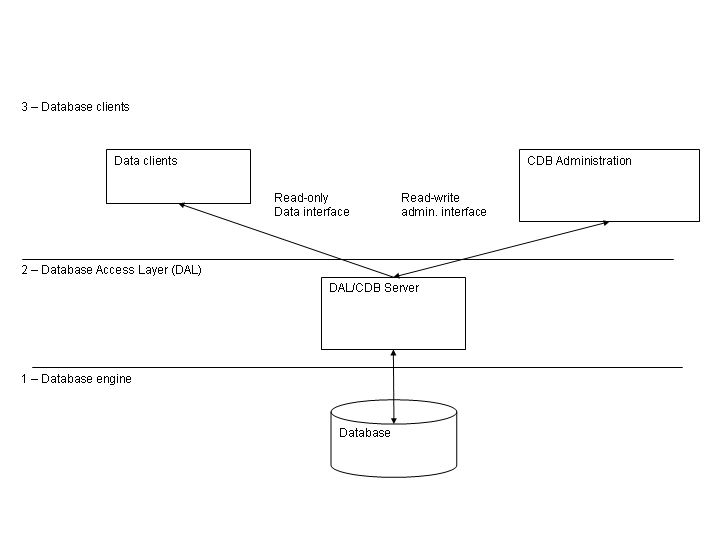 3 – Database clients
Data clients
CDB Administration
Read-only
Data interface
Read-write
admin. interface
2 – Database Access Layer (DAL)
DAL/CDB Server
1 – Database engine
Database